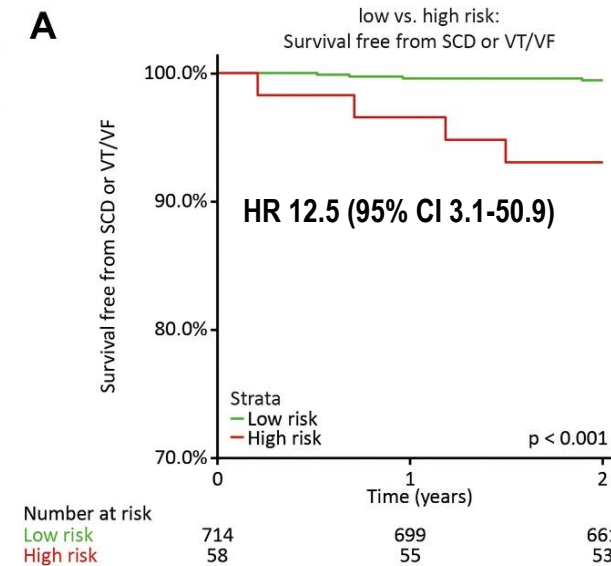 A
low vs. high risk:
Survival free from SCD or VT/VF
Survival free from SCD or VT/VF
100.0%
90.0%
80.0%
70.0%
HR 12.5 (95% CI 3.1-50.9)
Strata
Low risk
High risk
p < 0.001
0 1 2
Time (years)
Number at risk
Low risk 714 699 661
High risk 58 55 53